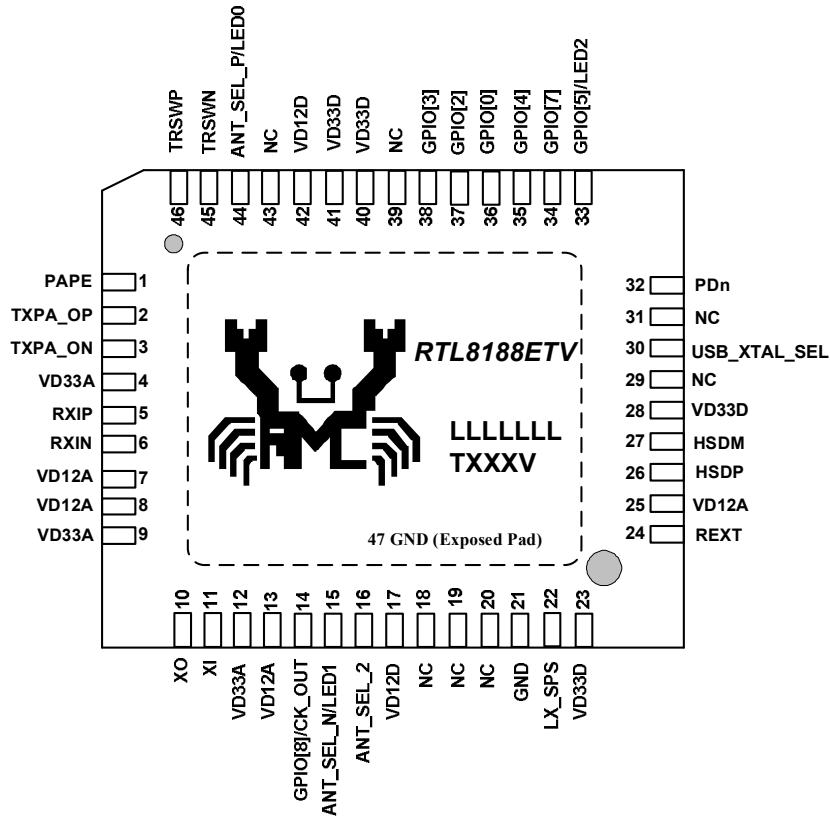 TRSWP
TRSWN
ANT_SEL_P/LED0
NC
VD12D
VD33D
VD33D
NC
GPIO[3]
GPIO[2]
GPIO[0]
GPIO[4]
GPIO[7]
GPIO[5]/LED2
46
45
44
43
42
41
40
39
38
37
36
35
34
33
PAPE 1
TXPA_OP 2
TXPA_ON 3
VD33A 4
RXIP 5
RXIN 6
VD12A 7
VD12A 8
VD33A 9
RTL8188ETV
LLLLLLL
TXXXV
47 GND (Exposed Pad)
32 PDn
31 NC
30 USB_XTAL_SEL
29 NC
28 VD33D
27 HSDM
26 HSDP
25 VD12A
24 REXT
10
11
12
13
14
15
16
17
18
19
20
21
22
23
XO
XI
VD33A
VD12A
GPIO[8]/CK_OUT
ANT_SEL_N/LED1
ANT_SEL_2
VD12D
NC
NC
NC
GND
LX_SPS
VD33D